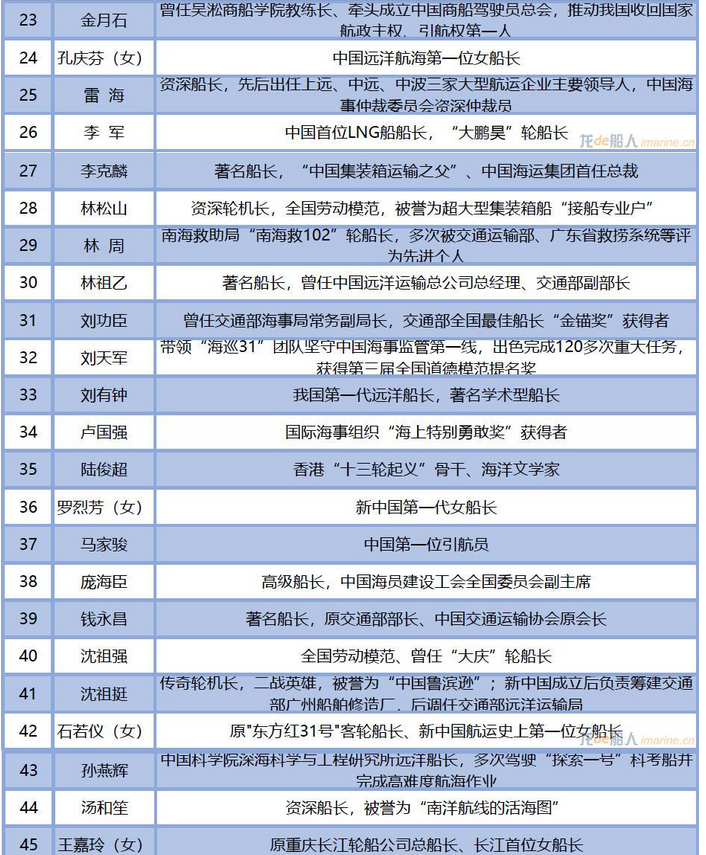 23 金月石 曾任吴淞商船学院教练长、牵头成立中国商船驾驶员总会，推动我国收回国家
航政主权、引航权第一人
24 孔庆芬（女） 中国远洋航海第一位女船长
25 雷 海 资深船长，先后出任上远、中远、中波三家大型航运企业主要领导人，中国海
事仲裁委员会资深仲裁员
26 李 军 中国首位LNG船船长，“大鹏昊”轮船长
龙de船人 imarine.cn
27 李克麟 著名船长，“中国集装箱运输之父”、中国海运集团首任总裁
28 林松山 资深轮机长，全国劳动模范，被誉为超大型集装箱船“接船专业户”
29 林 周 南海救助局“南海救102”轮船长，多次被交通运输部、广东省救捞系统等评
为先进个人
30 林祖乙 著名船长，曾任中国远洋运输总公司总经理、交通部副部长
31 刘功臣 曾任交通部海事局常务副局长，交通部全国最佳船长“金锚奖”获得者
32 刘天军 带领“海巡31”团队坚守中国海事监管第一线，出色完成120多次重大任务，
获得第三届全国道德模范提名奖
33 刘有钟 我国第一代远洋船长，著名学术型船长
34 卢国强 国际海事组织“海上特别勇敢奖”获得者
35 陆俊超 香港“十三轮起义”骨干、海洋文学家
36 罗烈芳（女） 新中国第一代女船长
37 马家骏 中国第一位引航员
38 庞海臣 高级船长，中国海员建设工会全国委员会副主席
39 钱永昌 著名船长，原交通部部长、中国交通运输协会原会长
40 沈祖强 全国劳动模范、曾任“大庆”轮船长
41 沈祖挺 传奇轮机长，二战英雄，被誉为“中国鲁滨逊”；新中国成立后负责筹建交通
部广州船舶修造厂，后调任交通部远洋运输局
42 石若仪（女） 原"东方红31号"客轮船长、新中国航运史上第一位女船长
龙de船人 imarine.cn
43 孙燕辉 中国科学院深海科学与工程研究所远洋船长，多次驾驶“探索一号”科考船并
完成高难度航海作业
44 汤和笙 资深船长，被誉为“南洋航线的活海图”
45 王嘉玲（女） 原重庆长江轮船公司总船长、长江首位女船长